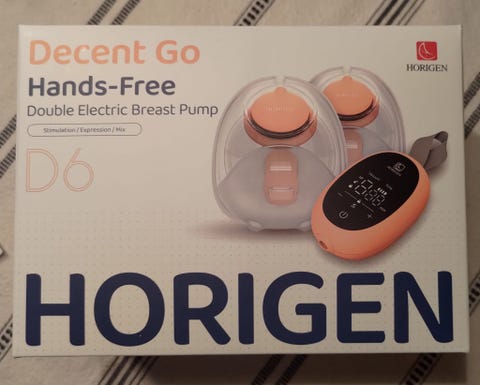 Decent Go
HORIGEN
Hands-Free
Double Electric Breast Pump
Stimulation / Expression / Mix
D6
HORIGEN